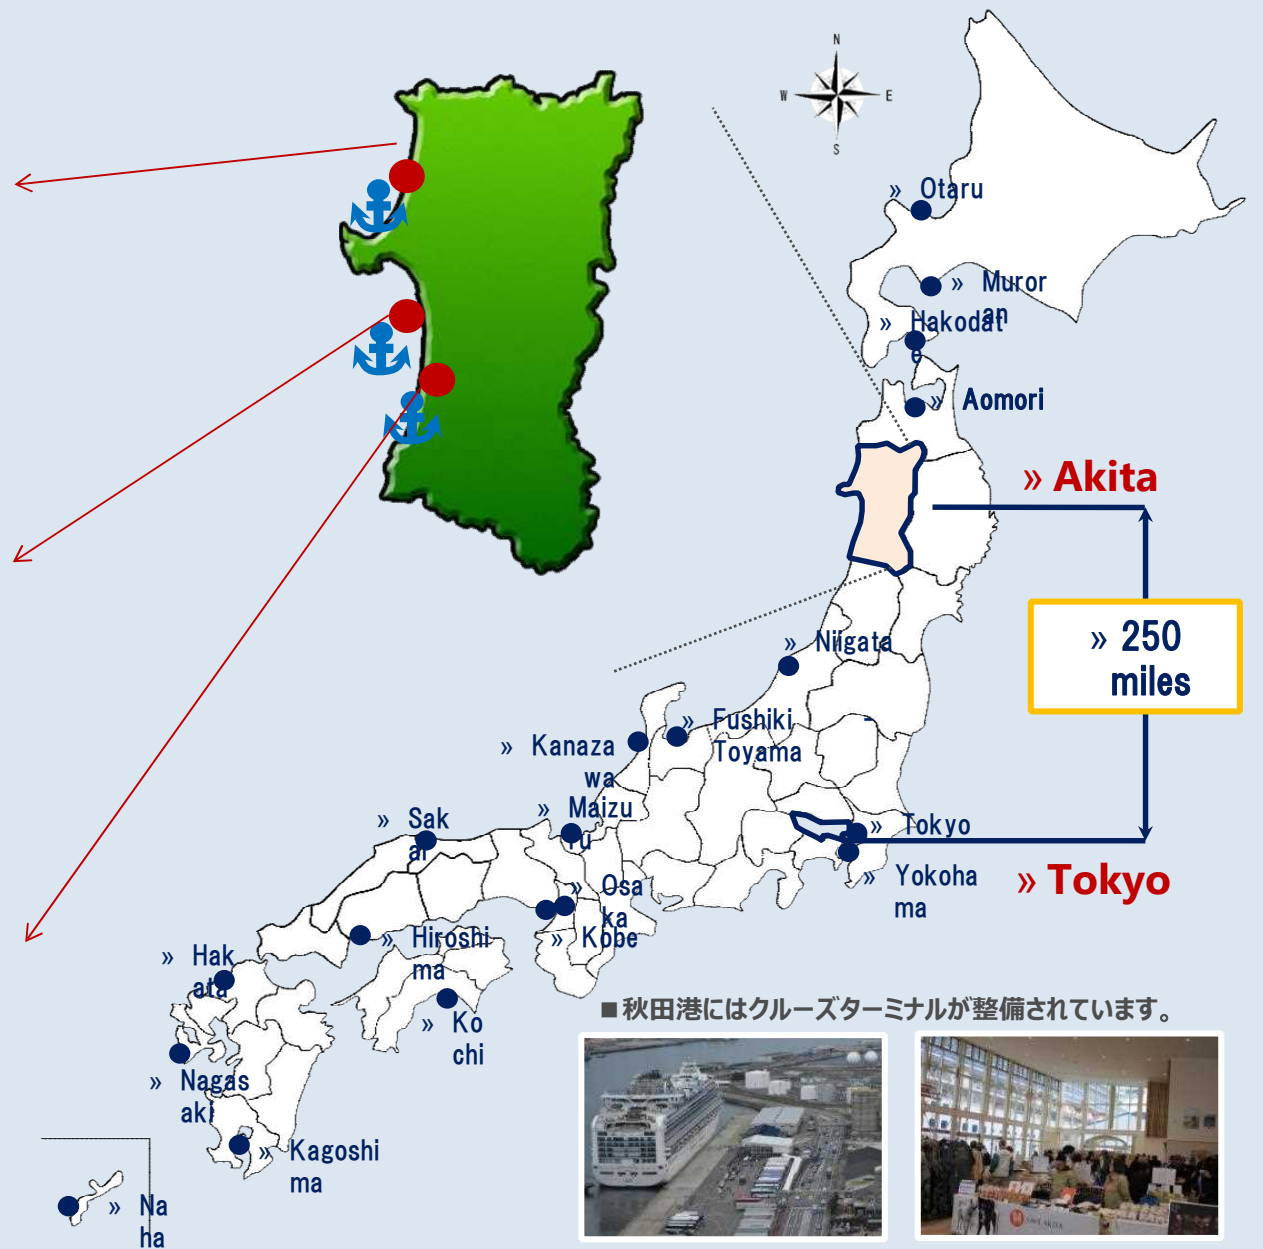 N
W
E
S
» Otaru
» Muror
an
» Hakodat
e
» Aomori
» Akita
» 250
miles
» Niigata
» Fushiki -
Toyama
» Kanaza
wa
» Maizu
ru
» Sak
ai
» Tokyo
» Yokoha
ma
» Tokyo
» Osa
ka
» Kobe
» Hiroshi
ma
» Hak
ata
» Ko
chi
» Nagas
aki
» Kagoshi
ma
» Na
ha
■秋田港にはクルーズターミナルが整備されています。